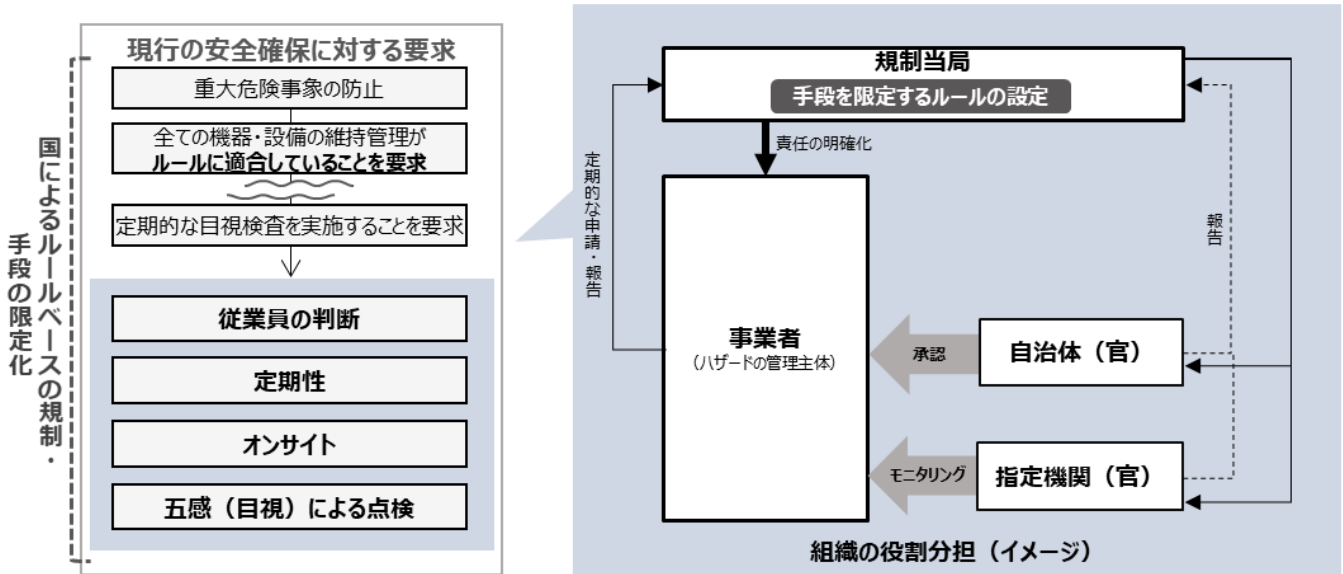 国によるルールベースの規制・
手段の限定化
現行の安全確保に対する要求
重大危険事象の防止
全ての機器・設備の維持管理が
ルールに適合していることを要求
定期的な目視検査を実施することを要求
従業員の判断
定期性
オンサイト
五感（目視）による点検
規制当局
手段を限定するルールの設定
責任の明確化
定期的な申請・報告
報告
事業者
（ハザードの管理主体）
承認
自治体（官）
モニタリング
指定機関（官）
組織の役割分担（イメージ）